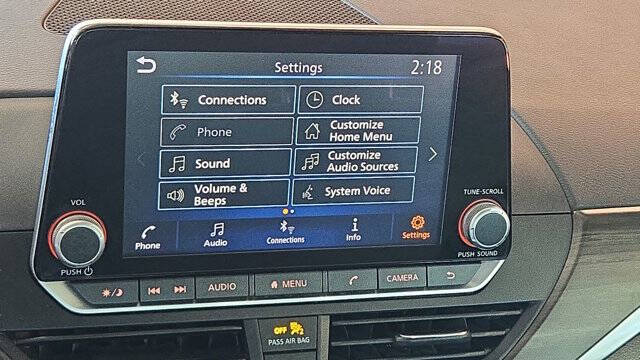 Settings
2:18
Connections
Clock
Phone
Customize
Home Menu
Sound
Customize
Audio Sources
Volume &
Beeps
System Voice
Phone
Audio
Connections
Info
Settings
VOL
PUSH
TUNE·SCROLL
PUSH SOUND
AUDIO
MENU
CAMERA
OFF
PASS AIR BAG